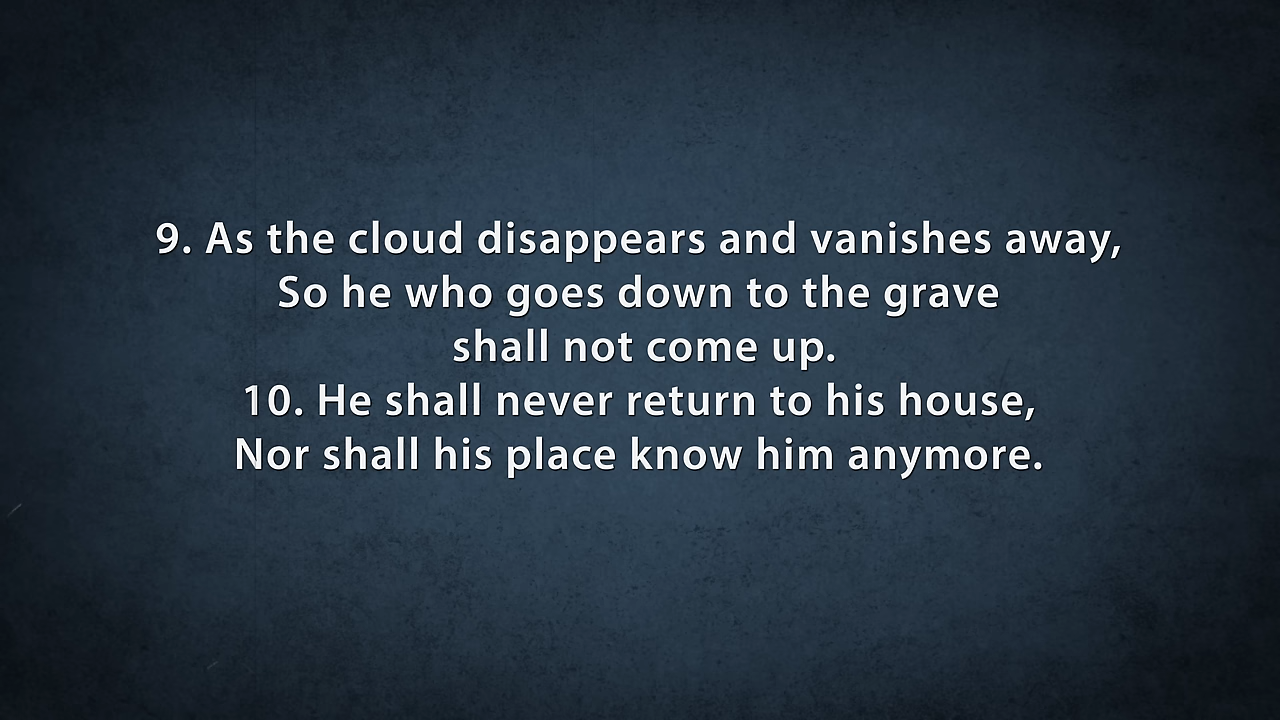 9. As the cloud disappears and vanishes away,
So he who goes down to the grave
shall not come up.
10. He shall never return to his house,
Nor shall his place know him anymore.